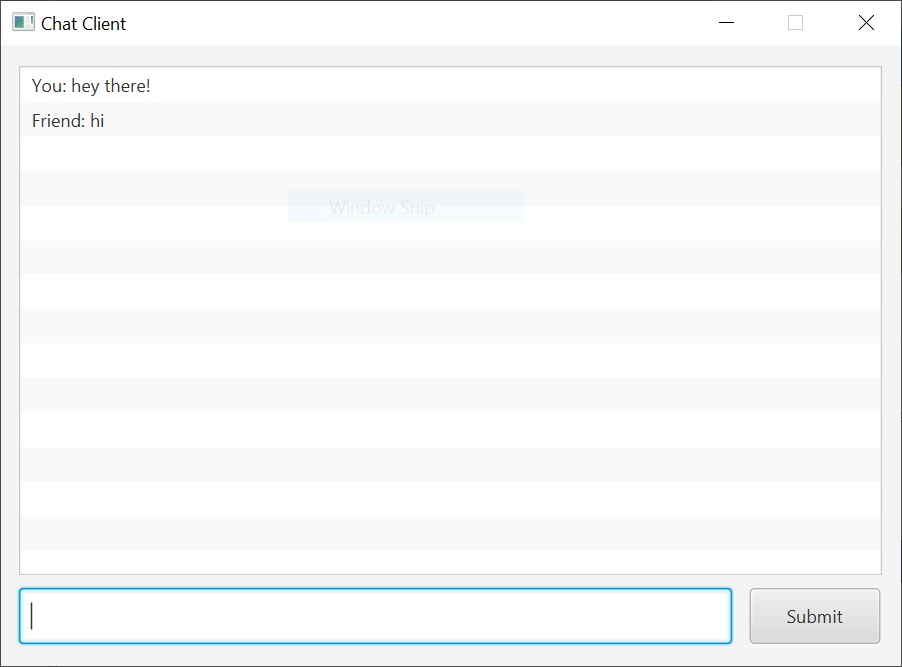 Chat Client
You: hey there!
Friend: hi
Window Snip
Submit